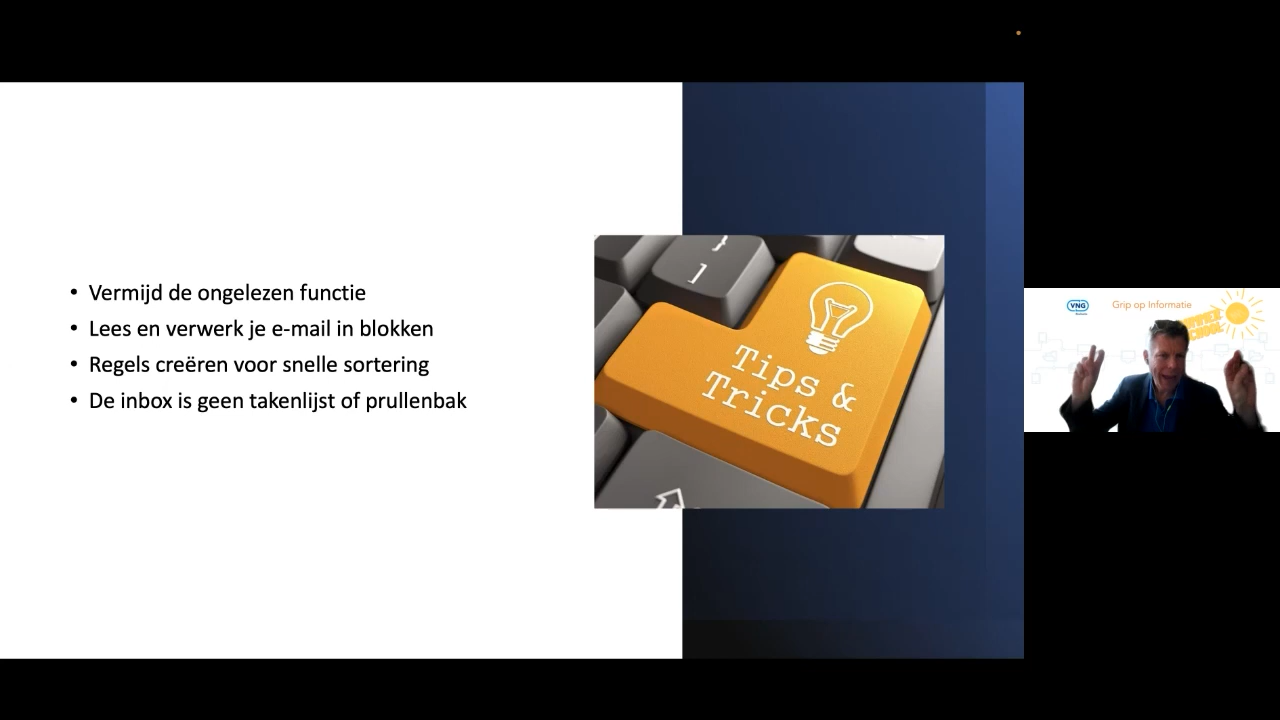 • Vermijd de ongelezen functie
• Lees en verwerk je e-mail in blokken
• Regels creëren voor snelle sortering
• De inbox is geen takenlijst of prullenbak
}
]
Tips &
Tricks
VNG
Grip op Informatie